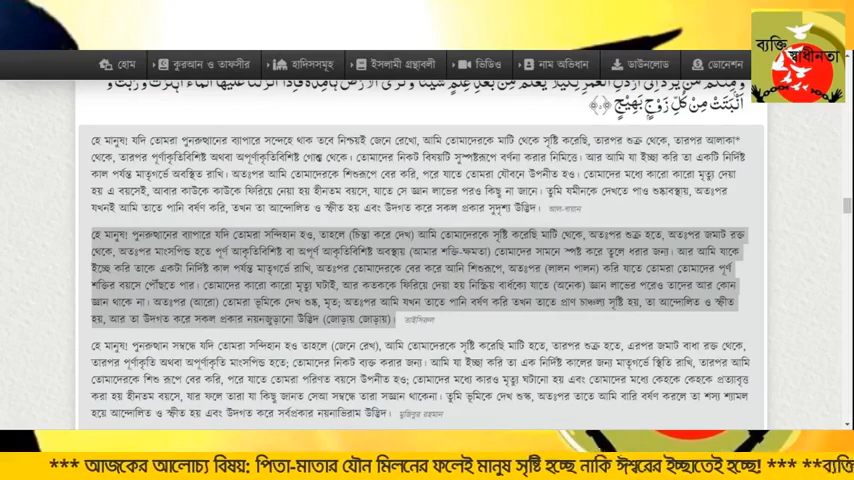 ব্যক্তি
স্বাধীনতা
হোম
কুরআন ও তাফসীর
হাদিসসমূহ
ইসলামী গ্রন্থাবলী
ভিডিও
নাম অভিধান
ডাউনলোড
ডোনেশন
اَنْۢبَتَتْ مِنْ كُلِّ زَوْجٍۭ بَهِيْجٍ ﴿٥﴾
হে মানুষ! যদি তোমরা পুনরুত্থানের ব্যাপারে সন্দেহে থাক তবে নিশ্চয়ই জেনে রেখো, আমি তোমাদেরকে মাটি থেকে সৃষ্টি করেছি, তারপর শুক্র থেকে, তারপর আলাকা*
থেকে, তারপর পূর্ণাকৃতিবিশিষ্ট অথবা অপূর্ণাকৃতিবিশিষ্ট গোশ্ত থেকে। তোমাদের নিকট বিষয়টি সুস্পষ্টরূপে বর্ণনা করার নিমিত্তে। আর আমি যা ইচ্ছা করি তা একটি নির্দিষ্ট
কাল পর্যন্ত মাতৃগর্ভে অবস্থিত রাখি। অতঃপর আমি তোমাদেরকে শিশুরূপে বের করি, পরে যাতে তোমরা যৌবনে উপনীত হও। তোমাদের মধ্যে কারো কারো মৃত্যু দেয়া
হয় এ বয়সেই, আবার কাউকে কাউকে ফিরিয়ে নেয়া হয় হীনতম বয়সে, যাতে সে জ্ঞান লাভের পরও কিছু না জানে। তুমি যমীনকে দেখতে পাও শুষ্কাবস্থায়, অতঃপর
যখনই আমি তাতে পানি বর্ষণ করি, তখন তা আন্দোলিত ও স্ফীত হয় এবং উদগত করে সকল প্রকার সুদৃশ্য উদ্ভিদ। আল-বায়ান
হে মানুষ! পুনরুত্থানের ব্যাপারে যদি তোমরা সন্দিহান হও, তাহলে (চিন্তা করে দেখ) আমি তোমাদেরকে সৃষ্টি করেছি মাটি থেকে, অতঃপর শুক্র হতে, অতঃপর জমাট রক্ত
থেকে, অতঃপর মাংসপিন্ড হতে পূর্ণ আকৃতিবিশিষ্ট বা অপূর্ণ আকৃতিবিশিষ্ট অবস্থায় (আমার শক্তি-ক্ষমতা) তোমাদের সামনে স্পষ্ট করে তুলে ধরার জন্য। আর আমি যাকে
ইচ্ছে করি তাকে একটা নির্দিষ্ট কাল পর্যন্ত মাতৃগর্ভে রাখি, অতঃপর তোমাদেরকে বের করে আনি শিশুরূপে, অতঃপর (লালন পালন) করি যাতে তোমরা তোমাদের পূর্ণ
শক্তির বয়সে পৌঁছতে পার। তোমাদের কারো কারো মৃত্যু ঘটাই, আর কতককে ফিরিয়ে দেয়া হয় নিষ্ক্রিয় বার্ধক্যে যাতে (অনেক) জ্ঞান লাভের পরেও তাদের আর কোন
জ্ঞান থাকে না। অতঃপর (আরো) তোমরা ভূমিকে দেখ শুষ্ক, মৃত; অতঃপর আমি যখন তাতে পানি বর্ষণ করি তখন তাতে প্রাণ চাঞ্চল্য সৃষ্টি হয়, তা আন্দোলিত ও স্ফীত
হয়, আর তা উদগত করে সকল প্রকার নয়নজুড়ানো উদ্ভিদ (জোড়ায় জোড়ায়)। তাইসিরুল
হে মানুষ! পুনরুত্থান সম্বন্ধে যদি তোমরা সন্দিহান হও তাহলে (জেনে রেখ), আমি তোমাদেরকে সৃষ্টি করেছি মাটি হতে, তারপর শুক্র হতে, এরপর জমাট বাধা রক্ত থেকে,
তারপর পূর্ণাকৃতি অথবা অপূর্ণাকৃতি মাংসপিন্ড হতে; তোমাদের নিকট ব্যক্ত করার জন্য। আমি যা ইচ্ছা করি তা এক নির্দিষ্ট কালের জন্য মাতৃগর্ভে স্থিতি রাখি, তারপর আমি
তোমাদেরকে শিশু রূপে বের করি, পরে যাতে তোমরা পরিণত বয়সে উপনীত হও; তোমাদের মধ্যে কারও মৃত্যু ঘটানো হয় এবং তোমাদের মধ্যে কেহকে কেহকে প্রত্যাবৃত্ত
করা হয় হীনতম বয়সে, যার ফলে তারা যা কিছু জানত সেতা সম্বন্ধে তারা সজ্ঞান থাকেনা। তুমি ভূমিকে দেখ শুস্ক, অতঃপর তাতে আমি বারি বর্ষণ করলে তা শস্য শ্যামল
হয়ে আন্দোলিত ও স্ফীত হয় এবং উদগত করে সর্বপ্রকার নয়নাভিরাম উদ্ভিদ। মুজিবুর রহমান
*** আজকের আলোচ্য বিষয়: পিতা-মাতার যৌন মিলনের ফলেই মানুষ সৃষ্টি হচ্ছে নাকি ঈশ্বরের ইচ্ছাতেই হচ্ছে! *** **ব্যক্তি